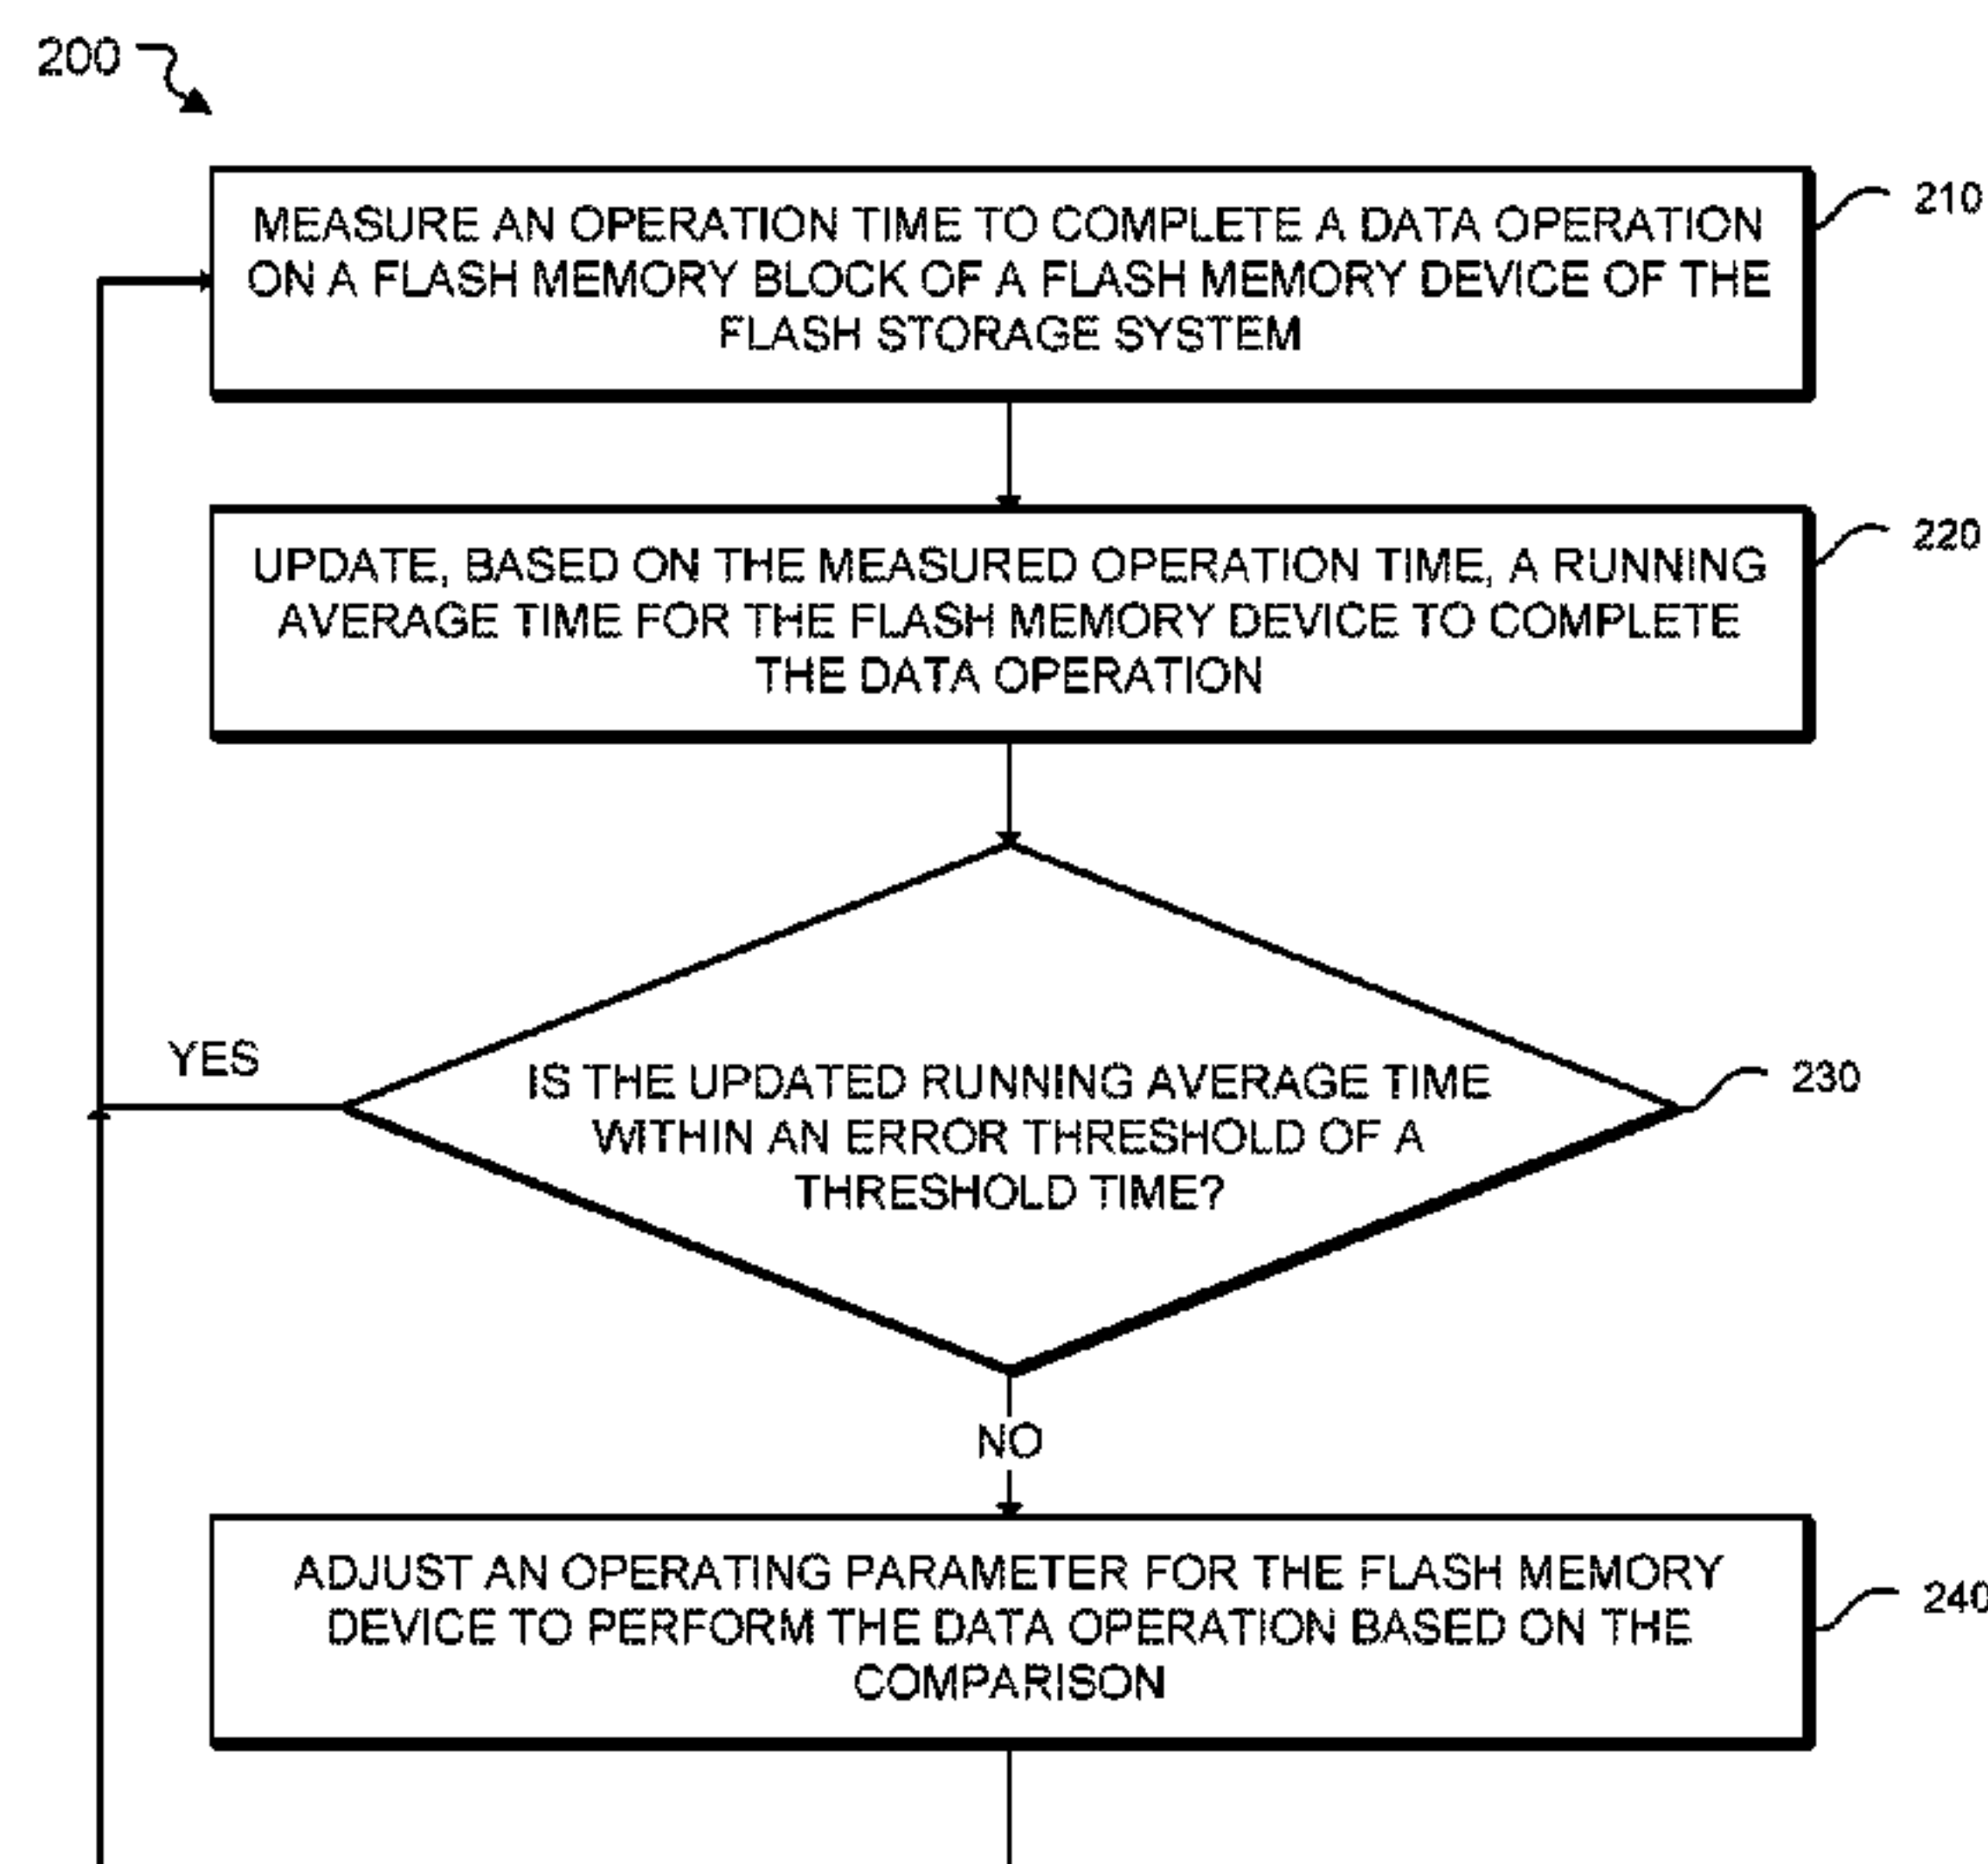 200
MEASURE AN OPERATION TIME TO COMPLETE A DATA OPERATION
ON A FLASH MEMORY BLOCK OF A FLASH MEMORY DEVICE OF THE
FLASH STORAGE SYSTEM
210
UPDATE, BASED ON THE MEASURED OPERATION TIME, A RUNNING
AVERAGE TIME FOR THE FLASH MEMORY DEVICE TO COMPLETE
THE DATA OPERATION
220
YES
IS THE UPDATED RUNNING AVERAGE TIME
WITHIN AN ERROR THRESHOLD OF A
THRESHOLD TIME?
230
NO
ADJUST AN OPERATING PARAMETER FOR THE FLASH MEMORY
DEVICE TO PERFORM THE DATA OPERATION BASED ON THE
COMPARISON
240